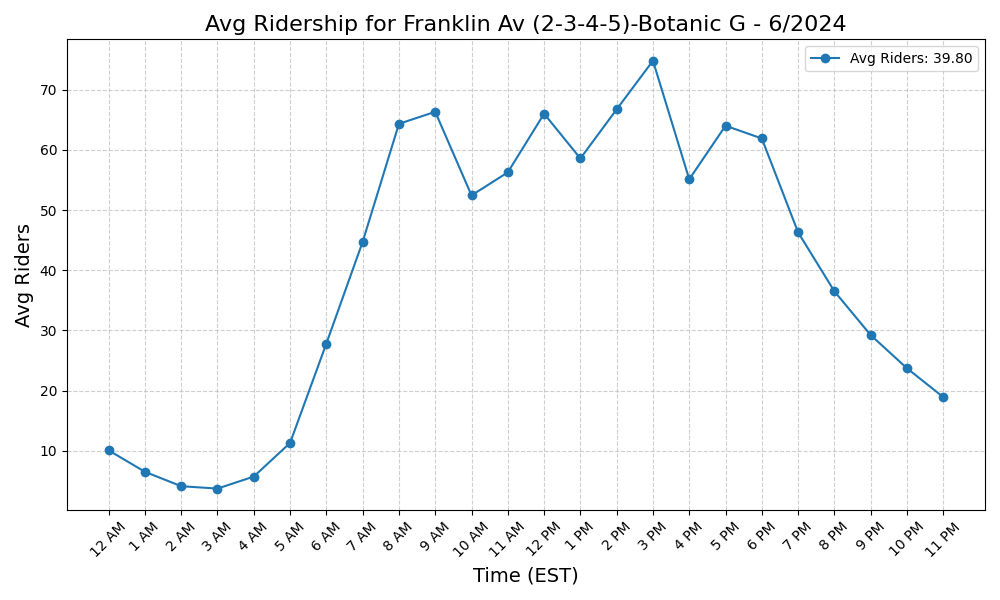 Avg Ridership for Franklin Av (2-3-4-5)-Botanic G - 6/2024
Avg Riders: 39.80
Avg Riders
70
60
50
40
30
20
10
12 AM
1 AM
2 AM
3 AM
4 AM
5 AM
6 AM
7 AM
8 AM
9 AM
10 AM
11 AM
12 PM
1 PM
2 PM
3 PM
4 PM
5 PM
6 PM
7 PM
8 PM
9 PM
10 PM
11 PM
Time (EST)